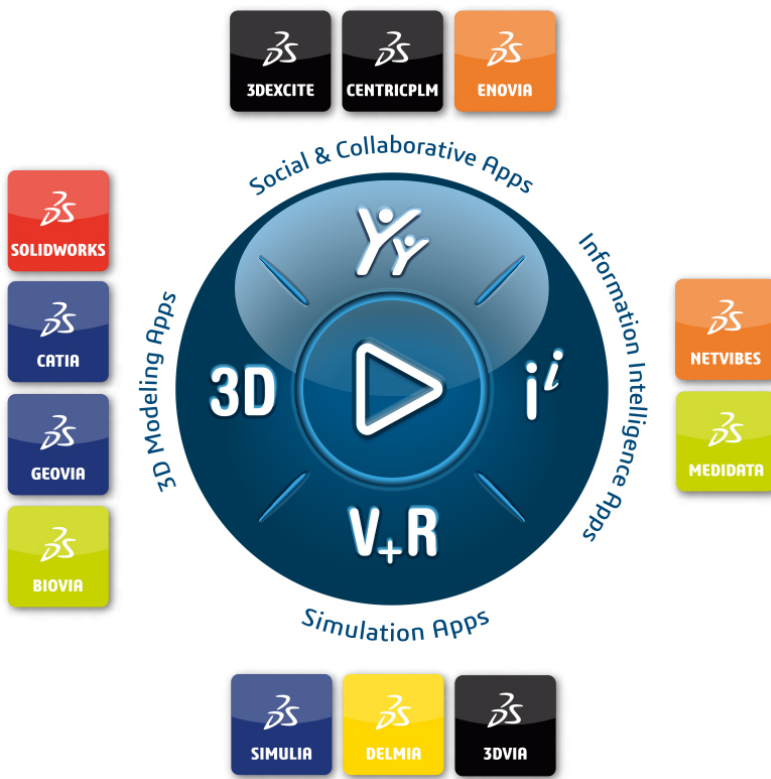 3DEXCITE
CENTRICPLM
ENOVIA
Social & Collaborative Apps
SOLIDWORKS
CATIA
GEOVIA
BIOVIA
3D Modeling Apps
3D
i i
V+R
Information Intelligence Apps
NETVIBES
MEDIDATA
Simulation Apps
SIMULIA
DELMIA
3DVIA